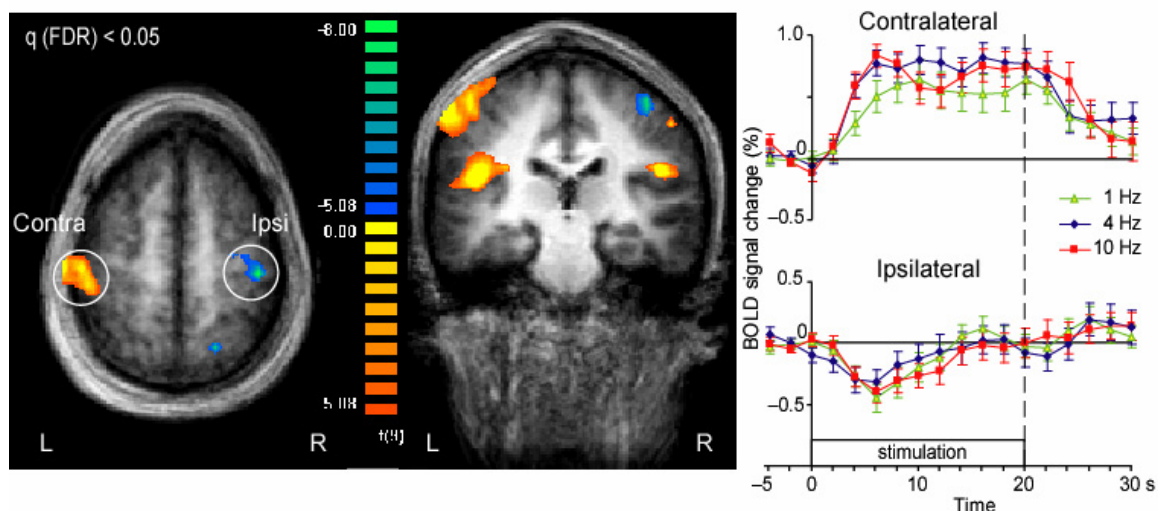 q (FDR) < 0.05
Contra
Ipsi
L
R
-8.00
-5.08
0.00
5.08
t(9)
L
R
Contralateral
1.0
0
−0.5
BOLD signal change (%)
1 Hz
4 Hz
10 Hz
Ipsilateral
0.5
0
−0.5
stimulation
−5
0
10
20
30 s
Time